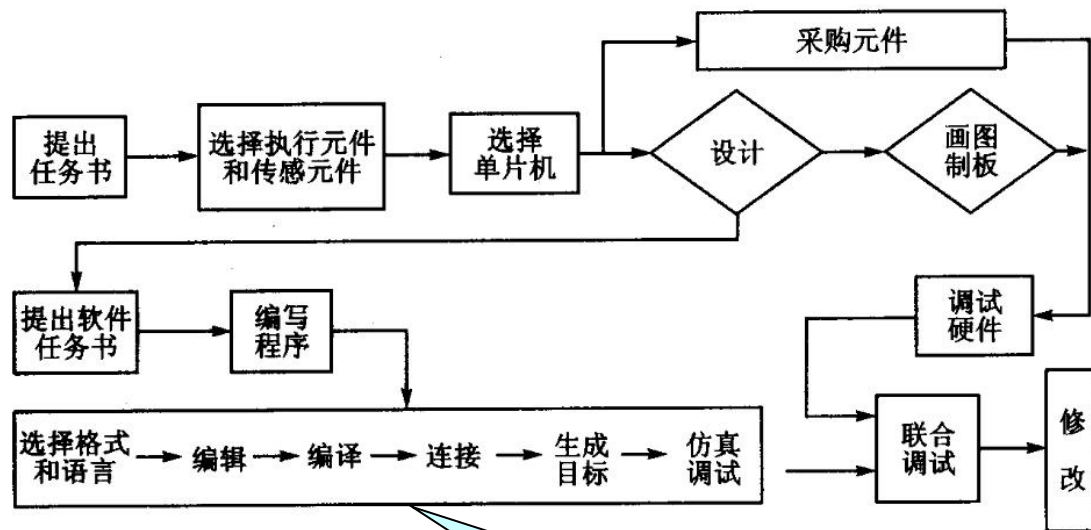 采购元件
提出
任务书
选择执行元件
和传感元件
选择
单片机
设计
画图
制板
提出软件
任务书
编写
程序
调试
硬件
选择格式
和语言
编辑
编译
连接
生成
目标
仿真
调试
联合
调试
修
改